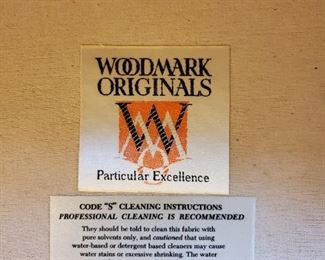 WOODMARK
ORIGINALS
WM
Particular Excellence
CODE "S" CLEANING INSTRUCTIONS
PROFESSIONAL CLEANING IS RECOMMENDED
They should be told to clean this fabric with
pure solvents only, and cautioned that using
water-based or detergent based cleaners may cause
water stains or excessive shrinking. The water